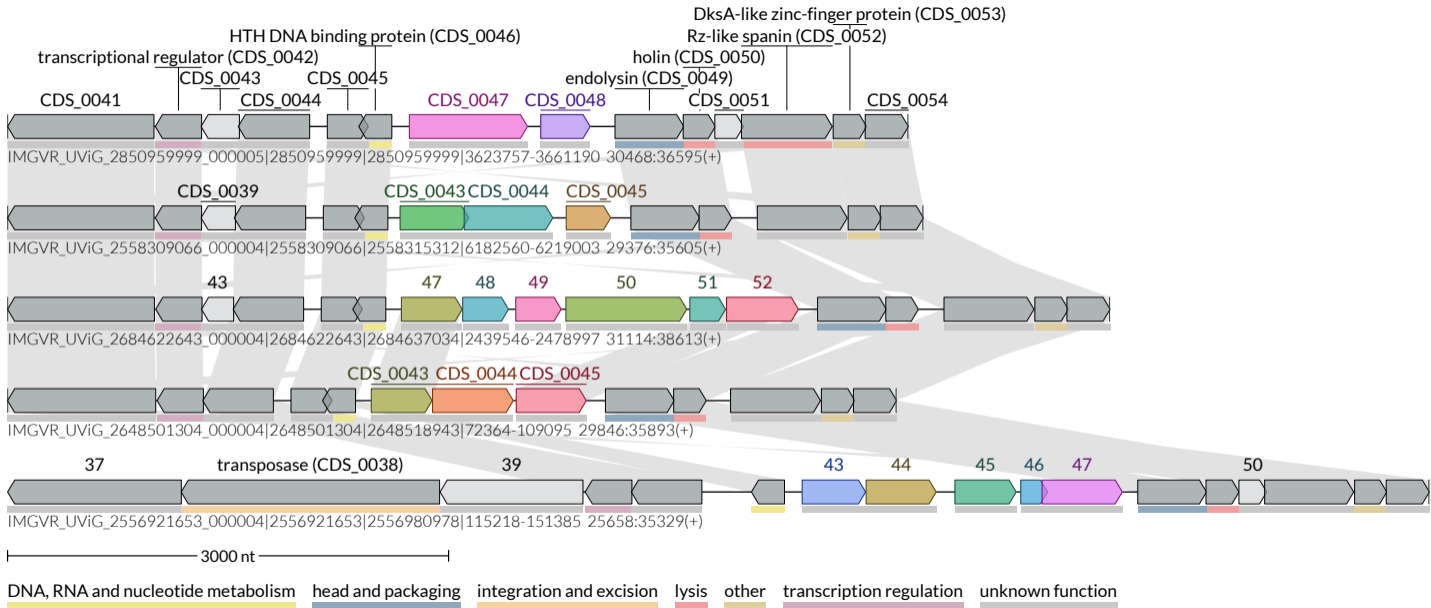 DksA-like zinc-finger protein (CDS_0053)
HTH DNA binding protein (CDS_0046) Rz-like spanin (CDS_0052)
transcriptional regulator (CDS_0042) holin (CDS_0050)
CDS_0043 CDS_0045 endolysin (CDS_0049)
CDS_0041 CDS_0044 CDS_0047 CDS_0048 CDS_0051 CDS_0054
IMGVR_UViG_2850959999_000005|2850959999|2850959999|3623757-3661190 30468:36595(+)
CDS_0039 CDS_0043 CDS_0044 CDS_0045
IMGVR_UViG_2558309066_000004|2558309066|2558315312|6182560-6219003 29376:35605(+)
43 47 48 49 50 51 52
IMGVR_UViG_2684622643_000004|2684622643|2684637034|2439546-2478997 31114:38613(+)
CDS_0043 CDS_0044 CDS_0045
IMGVR_UViG_2648501304_000004|2648501304|2648518943|72364-109095 29846:35893(+)
37 transposase (CDS_0038) 39 43 44 45 46 47 50
IMGVR_UViG_2556921653_000004|2556921653|2556980978|115218-151385 25658:35329(+)
3000 nt
DNA, RNA and nucleotide metabolism head and packaging integration and excision lysis other transcription regulation unknown function